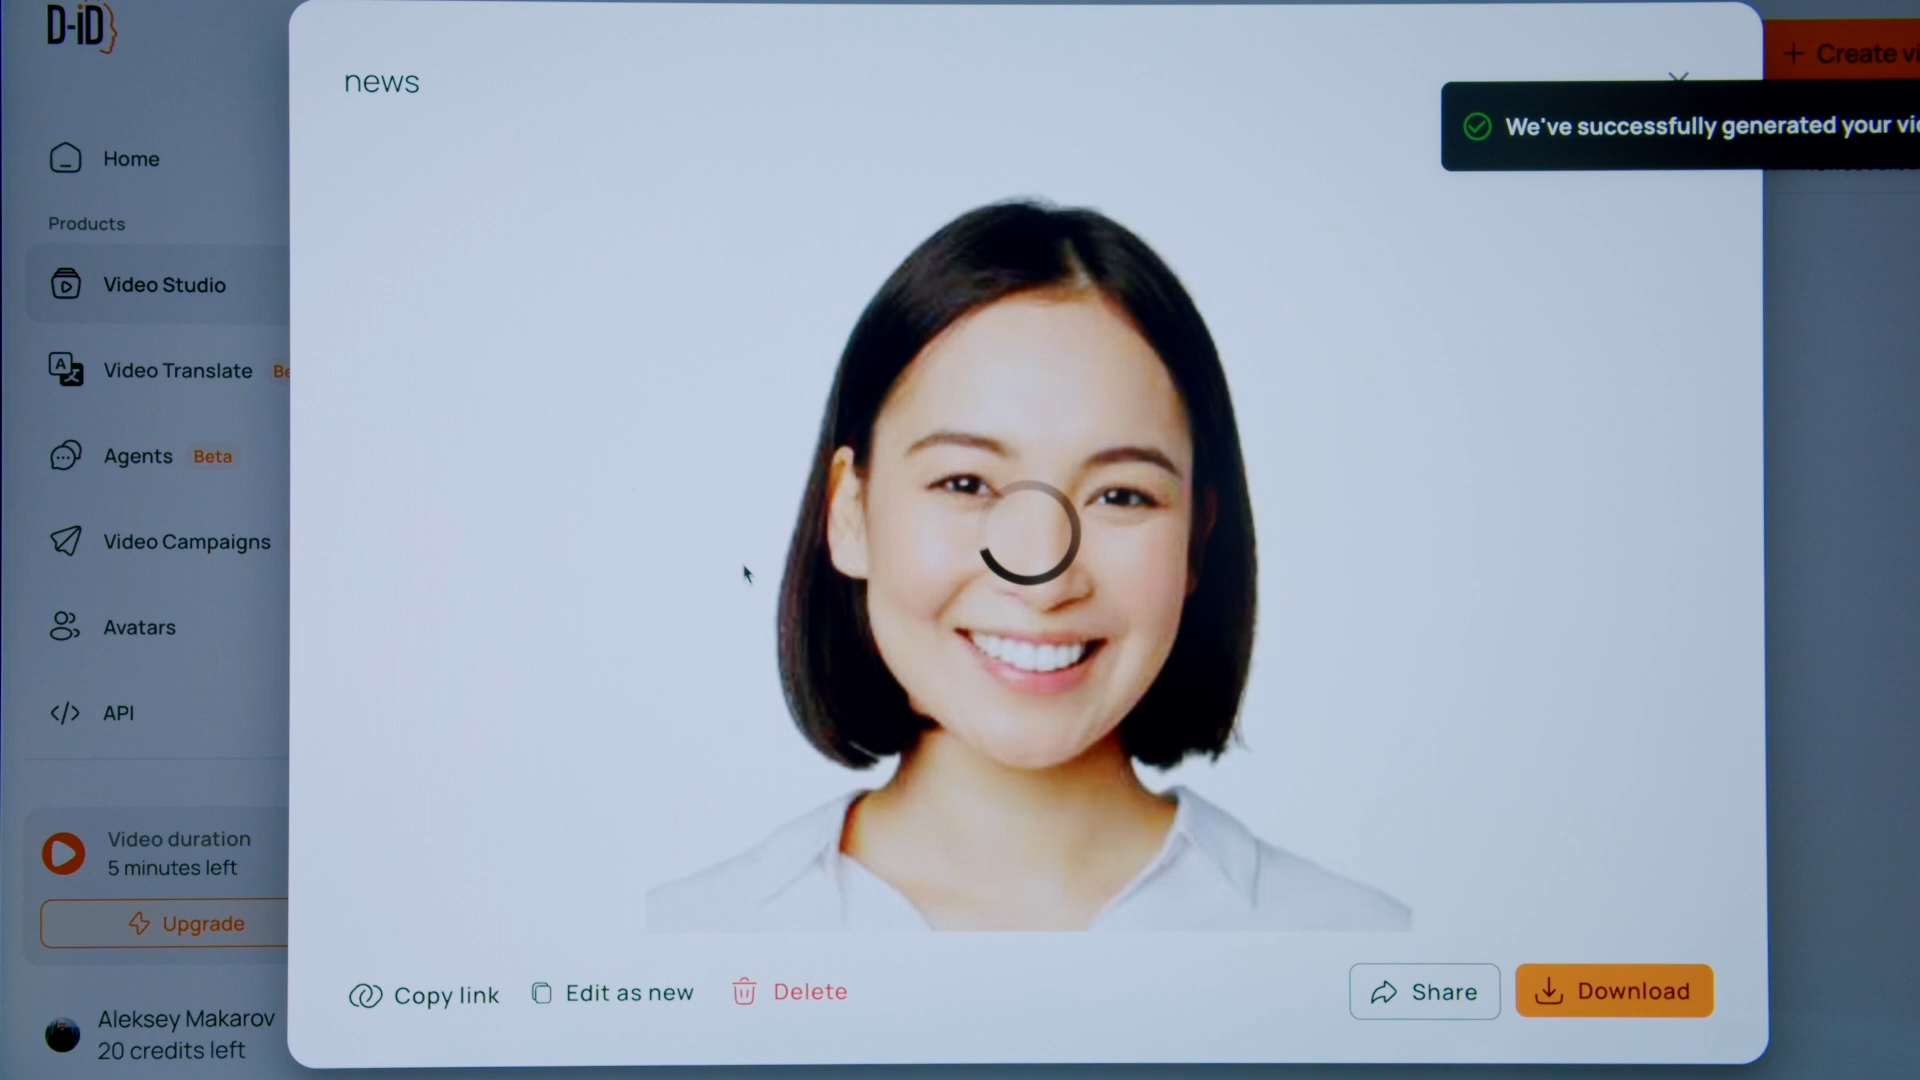 D-iD
Home
Products
Video Studio
Video Translate
Agents Beta
Video Campaigns
Avatars
API
Video duration
5 minutes left
Upgrade
Aleksey Makarov
20 credits left
news
Create
We've successfully generated your
Copy link
Edit as new
Delete
Share
Download